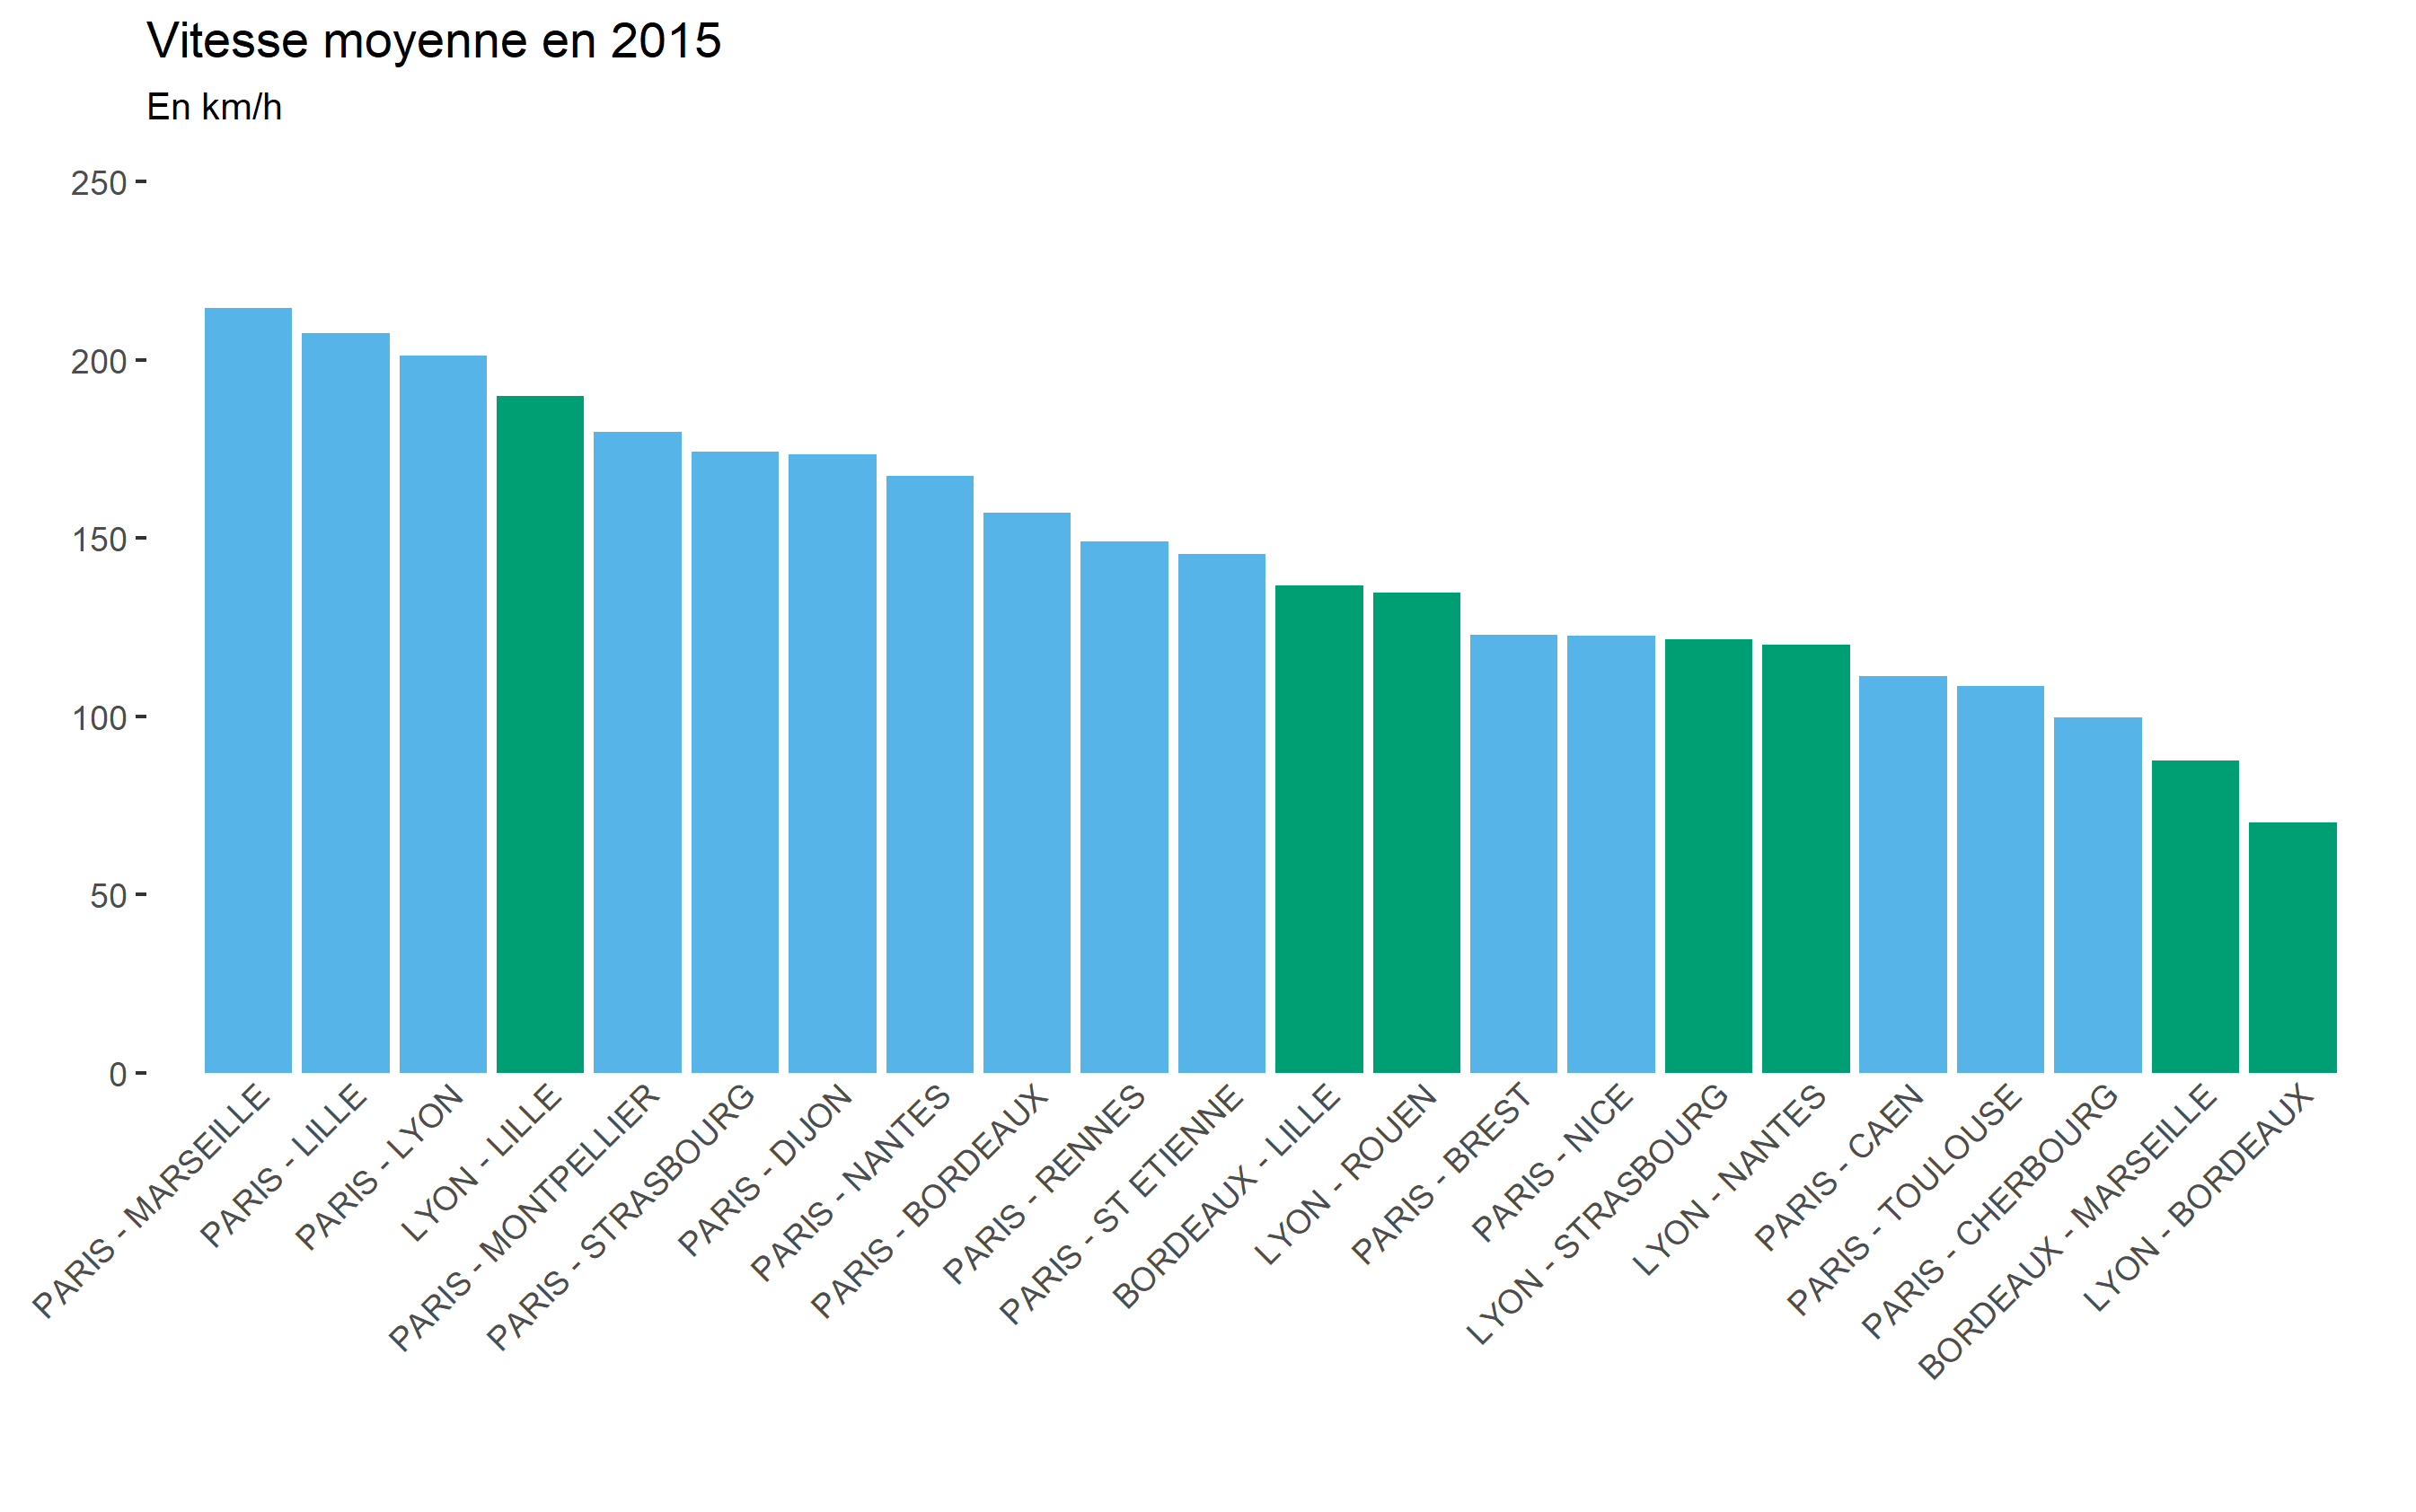 Vitesse moyenne en 2015
En km/h
250
200
150
100
50
0
PARIS - MARSEILLE
PARIS - LILLE
PARIS - LYON
LYON - LILLE
PARIS - MONTPELLIER
PARIS - STRASBOURG
PARIS - DIJON
PARIS - NANTES
PARIS - BORDEAUX
PARIS - RENNES
PARIS - ST ETIENNE
BORDEAUX - LILLE
LYON - ROUEN
PARIS - BREST
PARIS - NICE
LYON - STRASBOURG
LYON - NANTES
PARIS - CAEN
PARIS - TOULOUSE
PARIS - CHERBOURG
BORDEAUX - MARSEILLE
LYON - BORDEAUX